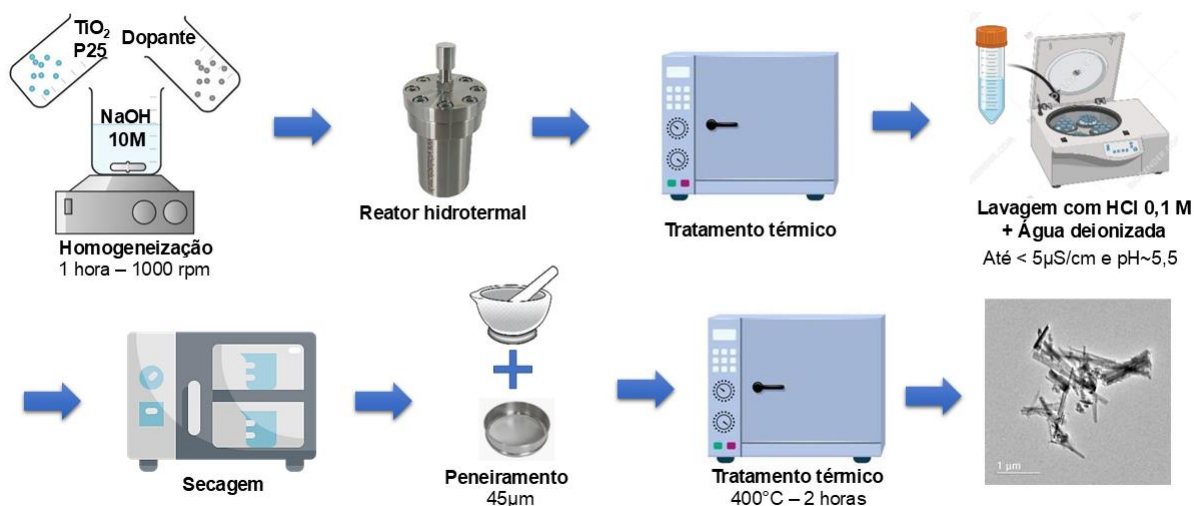 TiO2
P25
Dopante
NaOH
10M
Homogeneização
1 hora – 1000 rpm
Reator hidrotermal
Tratamento térmico
Lavagem com HCl 0,1 M
+ Água deionizada
Até < 5μS/cm e pH~5,5
Secagem
Peneiramento
45μm
Tratamento térmico
400°C – 2 horas
1 μm